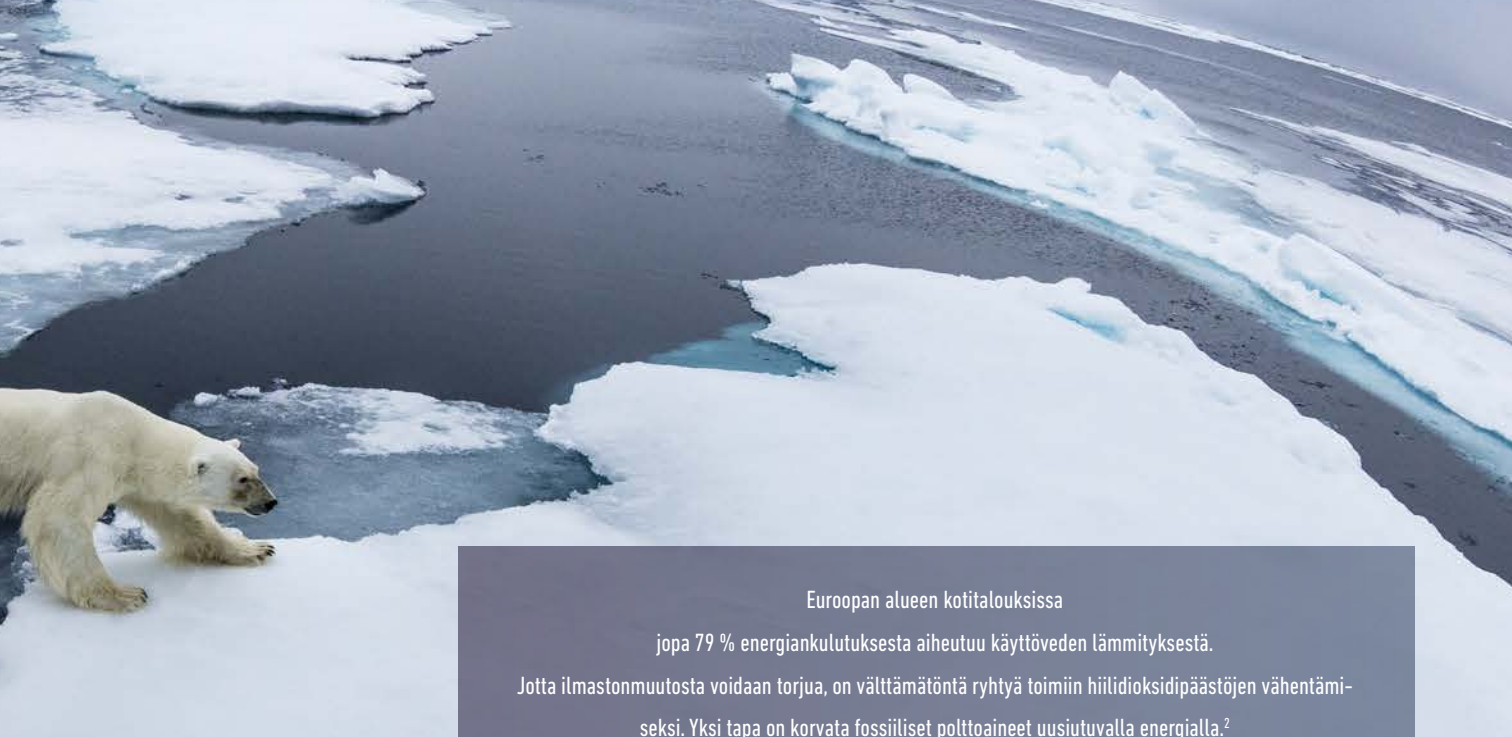 Euroopan alueen kotitalouksissa
jopa 79 % energiankulutuksesta aiheutuu käyttöveden lämmityksestä.
Jotta ilmastonmuutosta voidaan torjua, on välttämätöntä ryhtyä toimiin hiilidioksidipäästöjen vähentämi-
seksi. Yksi tapa on korvata fossiiliset polttoaineet uusiutuvalla energialla.²